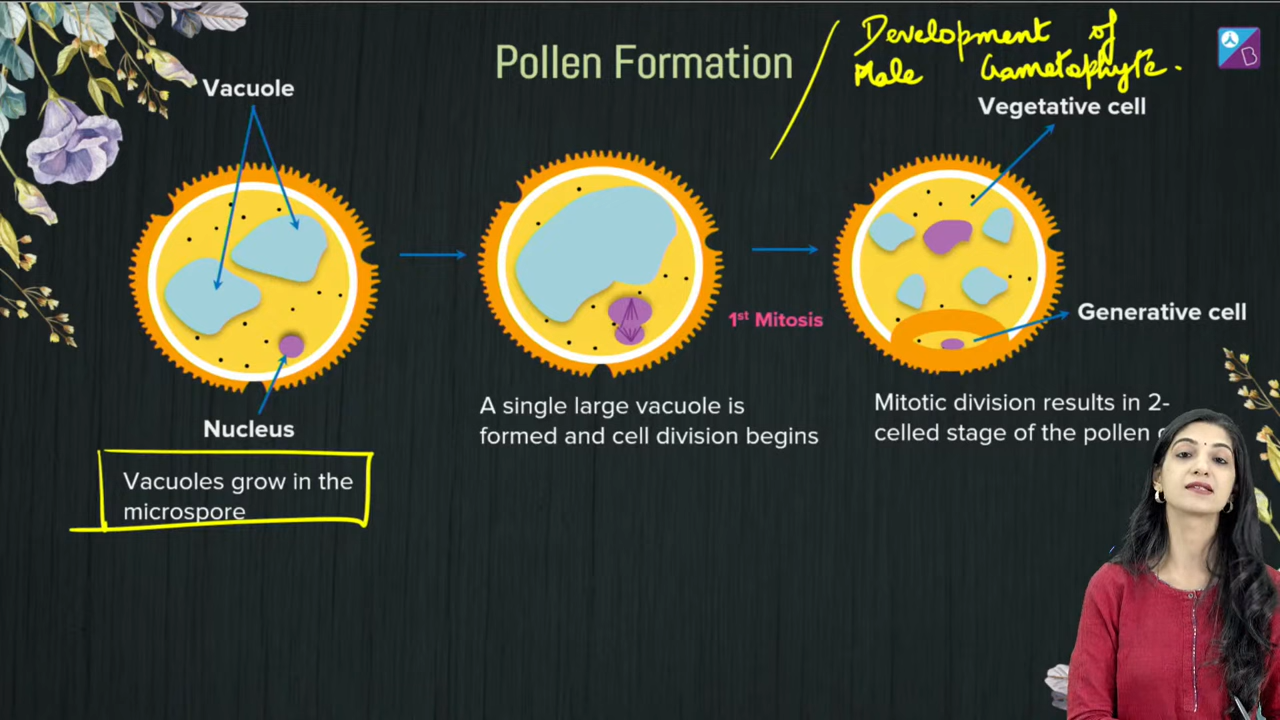 Pollen Formation
Development of
Male Gametophyte.
B
Vacuole
Vegetative cell
1st Mitosis
Generative cell
Nucleus
Vacuoles grow in the
microspore
A single large vacuole is
formed and cell division begins
Mitotic division results in 2-
celled stage of the pollen